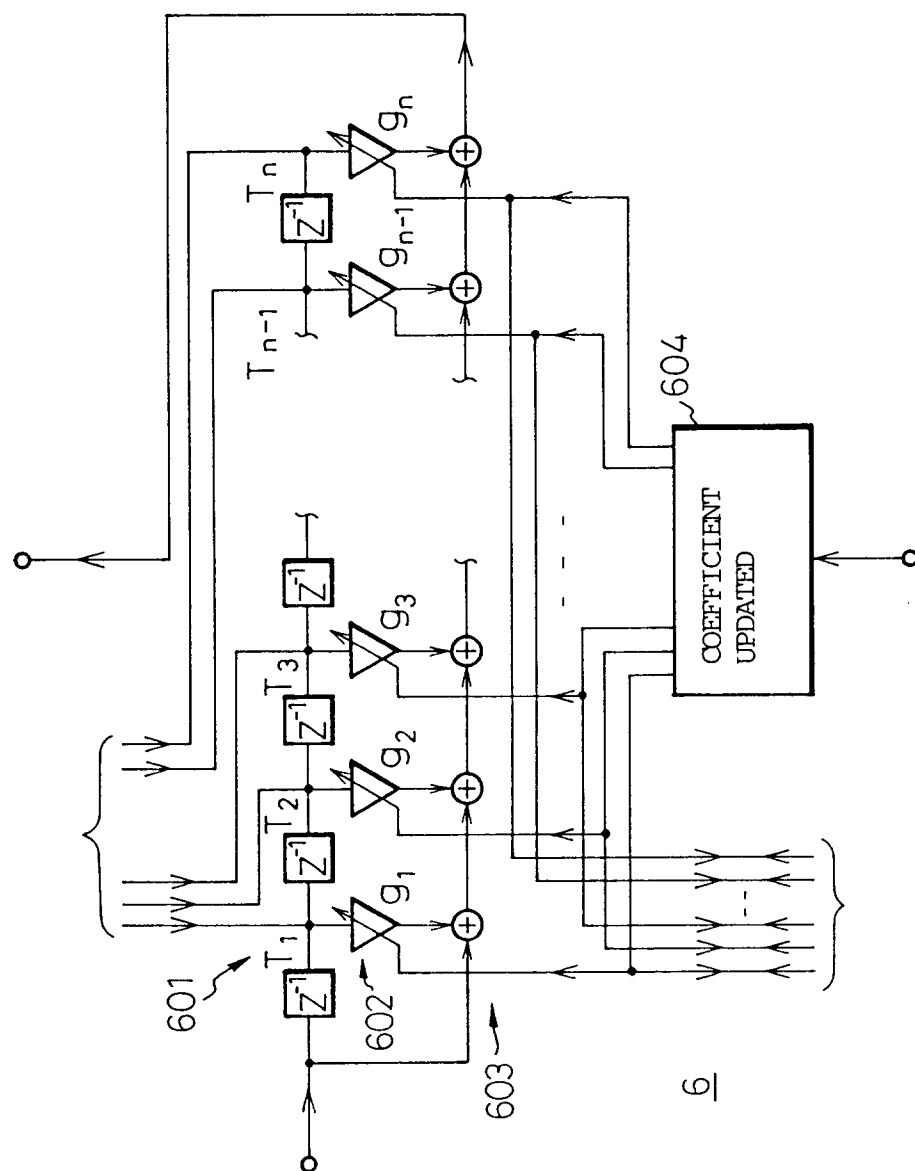 601
T₁
T₂
T₃
Tₙ₋₁
Tₙ
Z⁻¹
Z⁻¹
Z⁻¹
Z⁻¹
Z⁻¹
602
g₁
g₂
g₃
gₙ₋₁
gₙ
603
604
COEFFICIENT
UPDATED
6